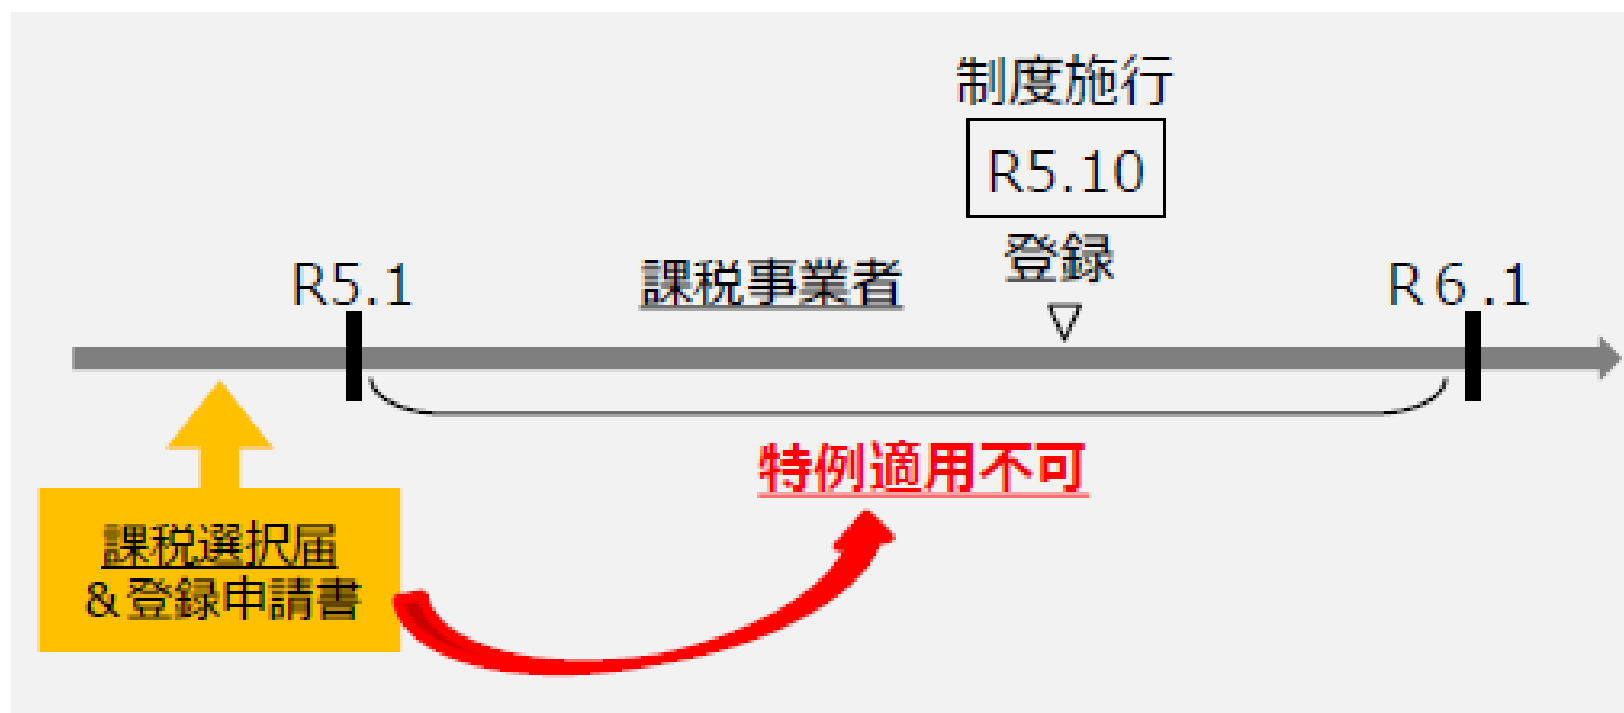 制度施行
R5.10
登録
R5.1
課税事業者
R6.1
特例適用不可
課税選択届
&登録申請書